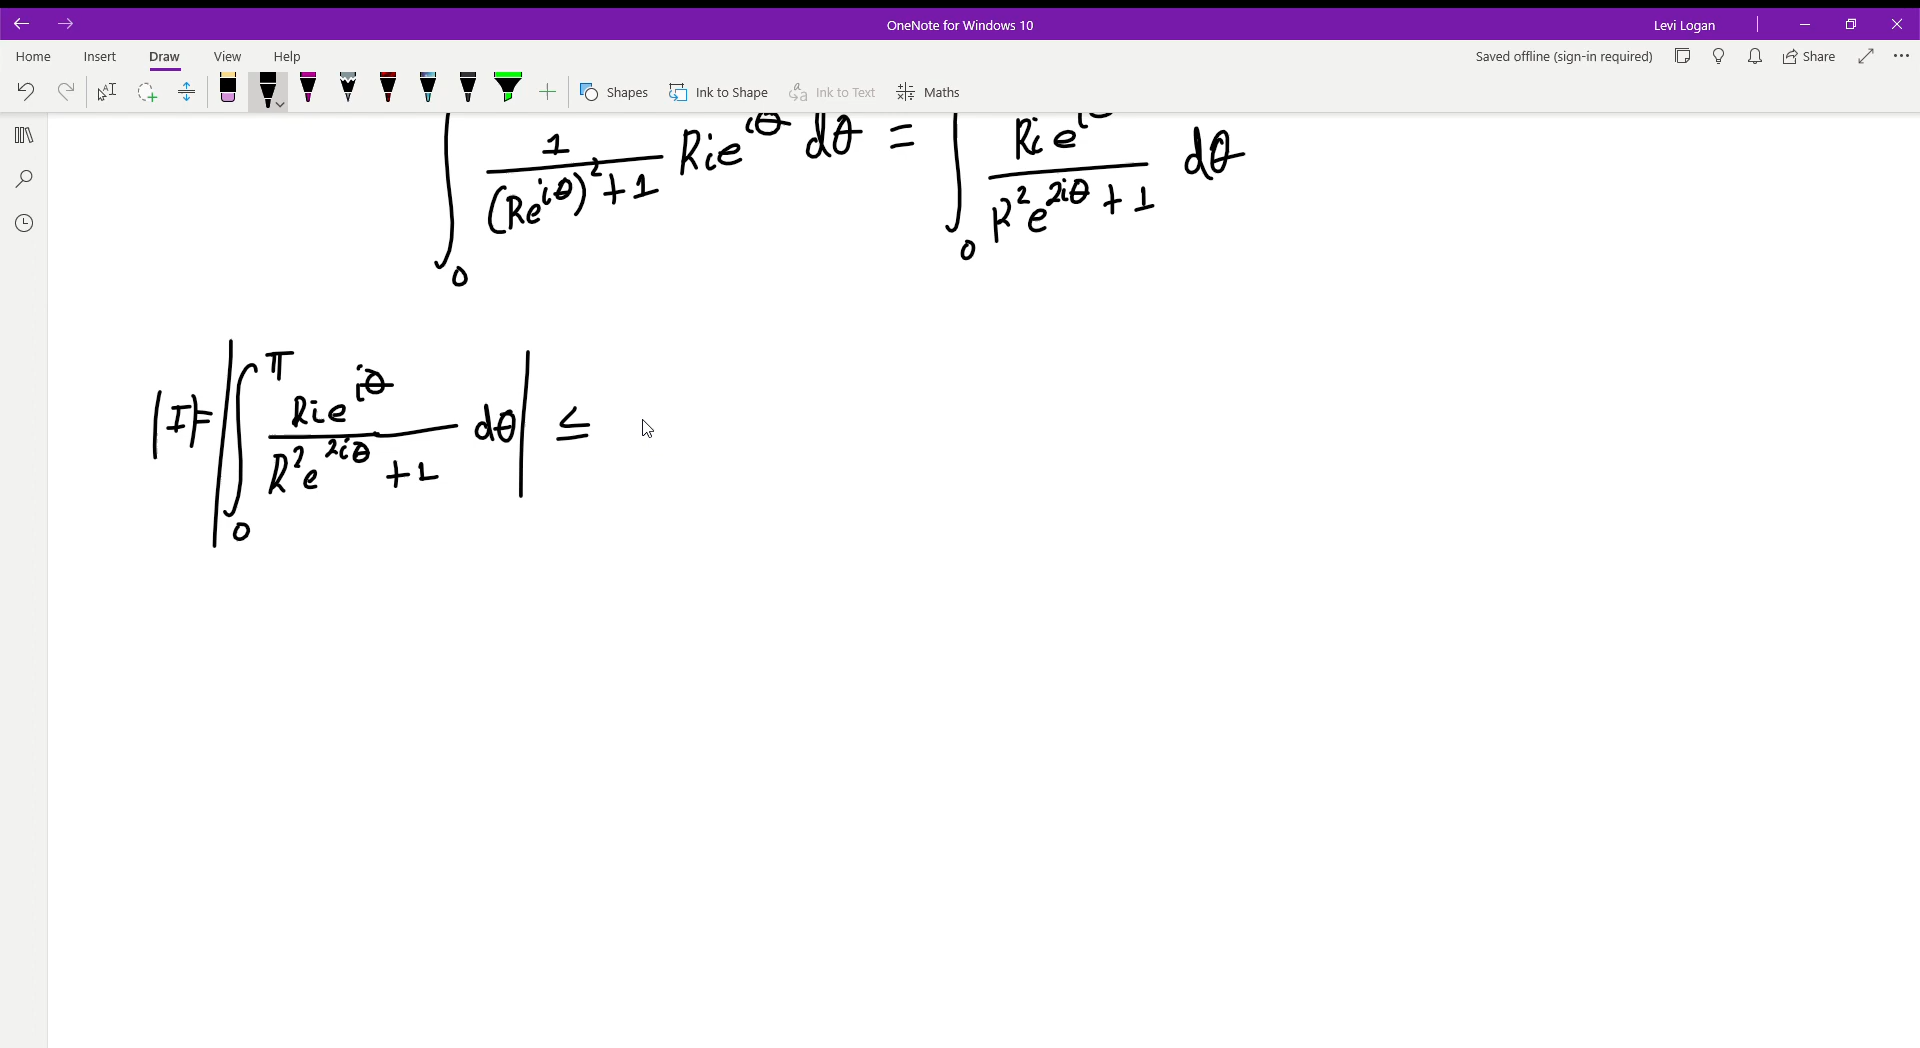 OneNote for Windows 10
Levi Logan
Home Insert Draw View Help
Saved offline (sign-in required)
Share
Shapes
Ink to Shape
Ink to Text
Maths
∫₀ 1/((Re^{iθ})² + 1) Rie^{iθ} dθ = ∫₀ Rie^{i}/(R²e^{2iθ} + 1) dθ
|I| = |∫₀^π Rie^{iθ}/(R²e^{2iθ} + 1) dθ| ≤